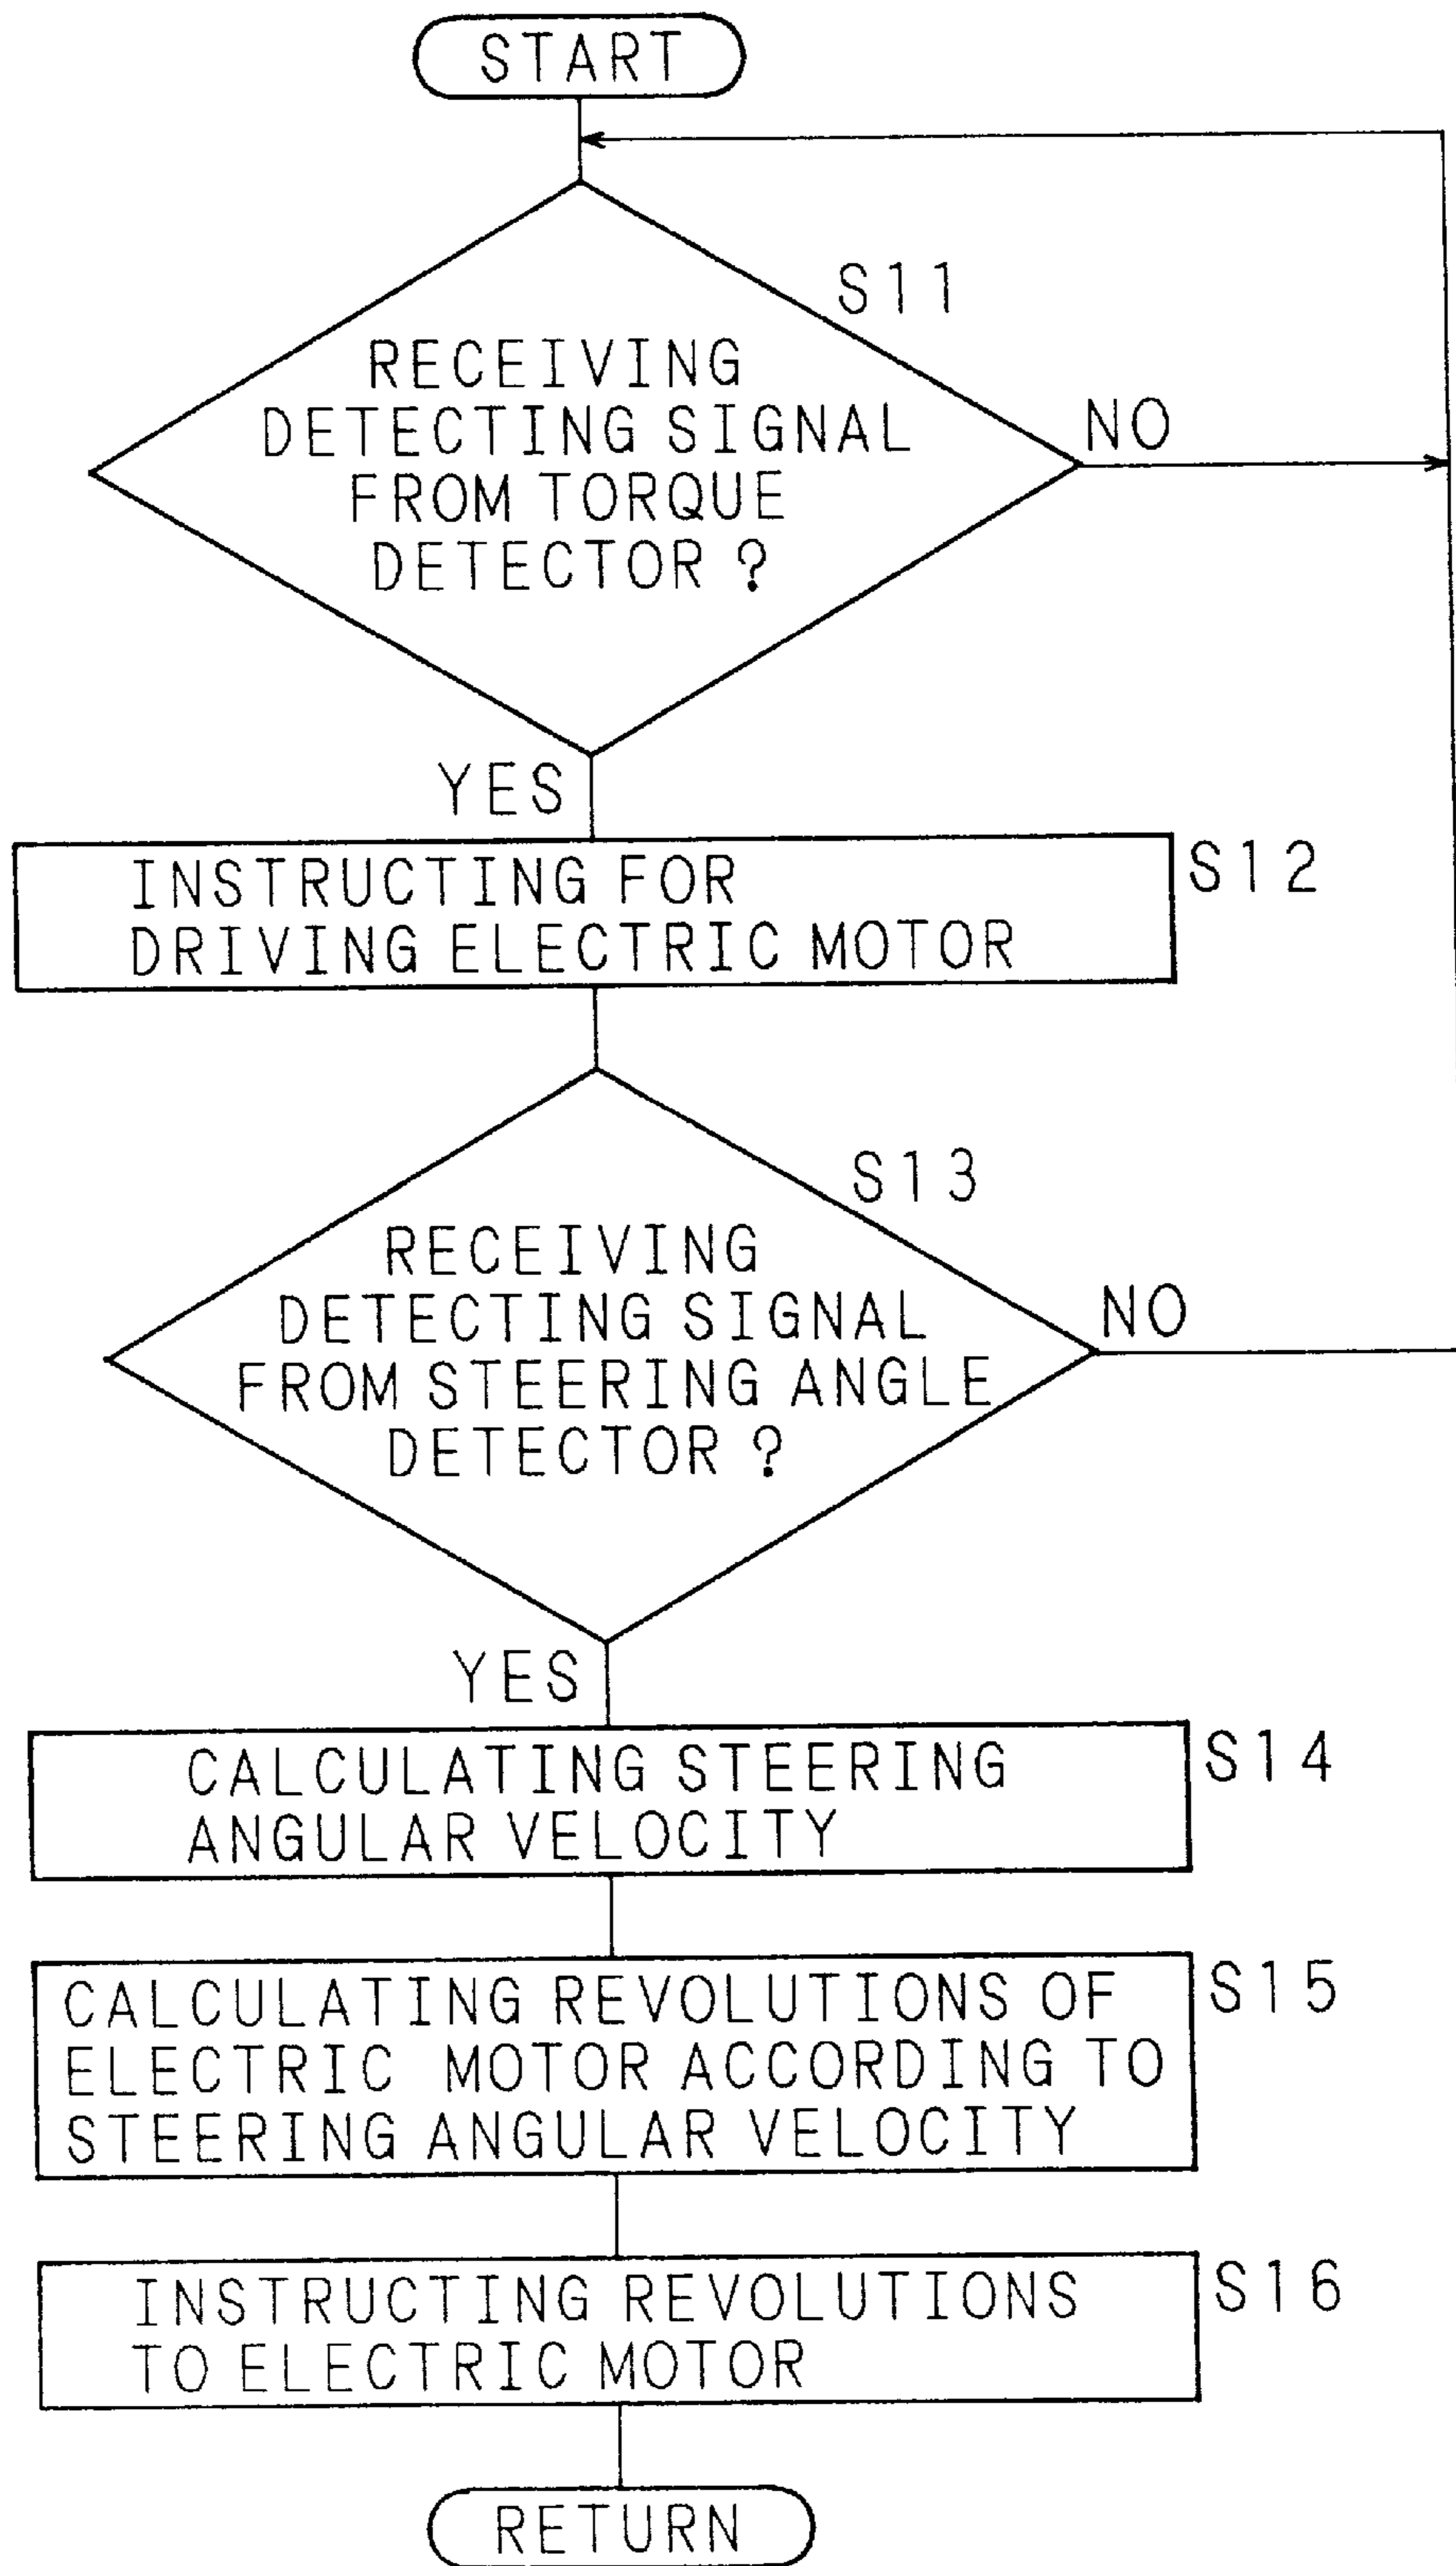 START
S11
RECEIVING
DETECTING SIGNAL
FROM TORQUE
DETECTOR ?
NO
YES
INSTRUCTING FOR
DRIVING ELECTRIC MOTOR
S12
S13
RECEIVING
DETECTING SIGNAL
FROM STEERING ANGLE
DETECTOR ?
NO
YES
CALCULATING STEERING
ANGULAR VELOCITY
S14
CALCULATING REVOLUTIONS OF
ELECTRIC MOTOR ACCORDING TO
STEERING ANGULAR VELOCITY
S15
INSTRUCTING REVOLUTIONS
TO ELECTRIC MOTOR
S16
RETURN